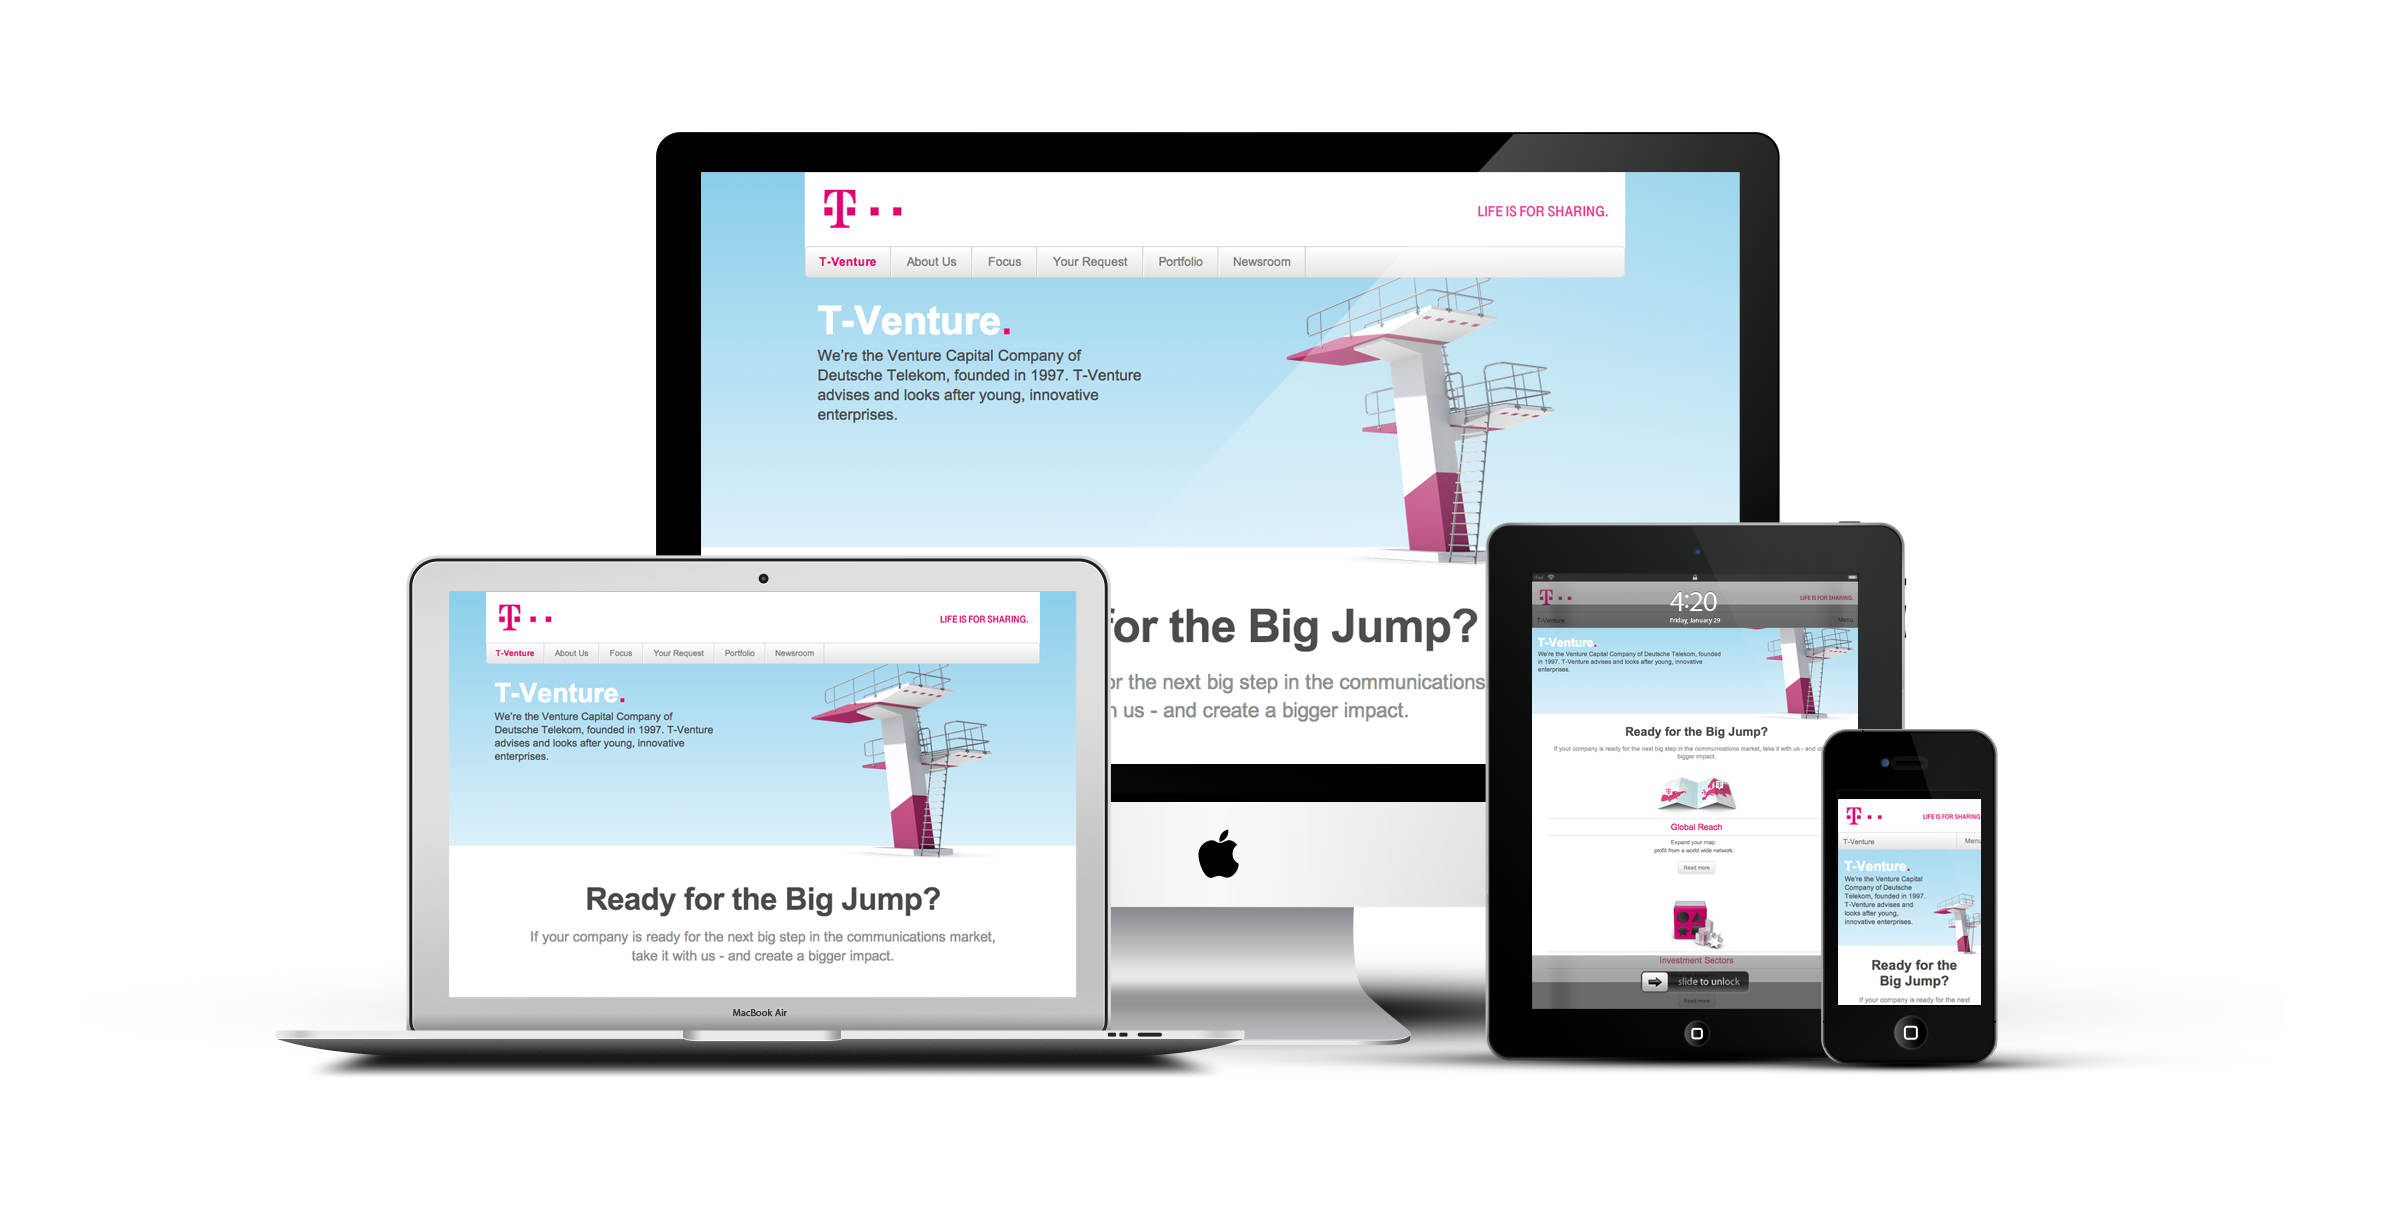 T
LIFE IS FOR SHARING.
T-Venture About Us Focus Your Request Portfolio Newsroom
T-Venture.
We're the Venture Capital Company of
Deutsche Telekom, founded in 1997. T-Venture
advises and looks after young, innovative
enterprises.
for the Big Jump?
or the next big step in the communications
us - and create a bigger impact.
T
LIFE IS FOR SHARING.
T-Venture About Us Focus Your Request Portfolio Newsroom
T-Venture.
We're the Venture Capital Company of
Deutsche Telekom, founded in 1997. T-Venture
advises and looks after young, innovative
enterprises.
Ready for the Big Jump?
If your company is ready for the next big step in the communications market,
take it with us - and create a bigger impact.
MacBook Air
iPad
4:20
Friday, January 29
T
LIFE IS FOR SHARING.
T-Venture Menu
T-Venture.
We're the Venture Capital Company of Deutsche Telekom, founded
in 1997. T-Venture advises and looks after young, innovative
enterprises.
Ready for the Big Jump?
If your company is ready for the next big step in the communications market, take it with us - and
bigger impact.
Global Reach
Expand your map:
profit from a world wide network.
Read more
Investment Sectors
slide to unlock
Read more
T
LIFE IS FOR SHARING.
T-Venture Menu
T-Venture.
We're the Venture Capital
Company of Deutsche
Telekom, founded in 1997.
T-Venture advises and
looks after young,
innovative enterprises.
Ready for the
Big Jump?
If your company is ready for the next